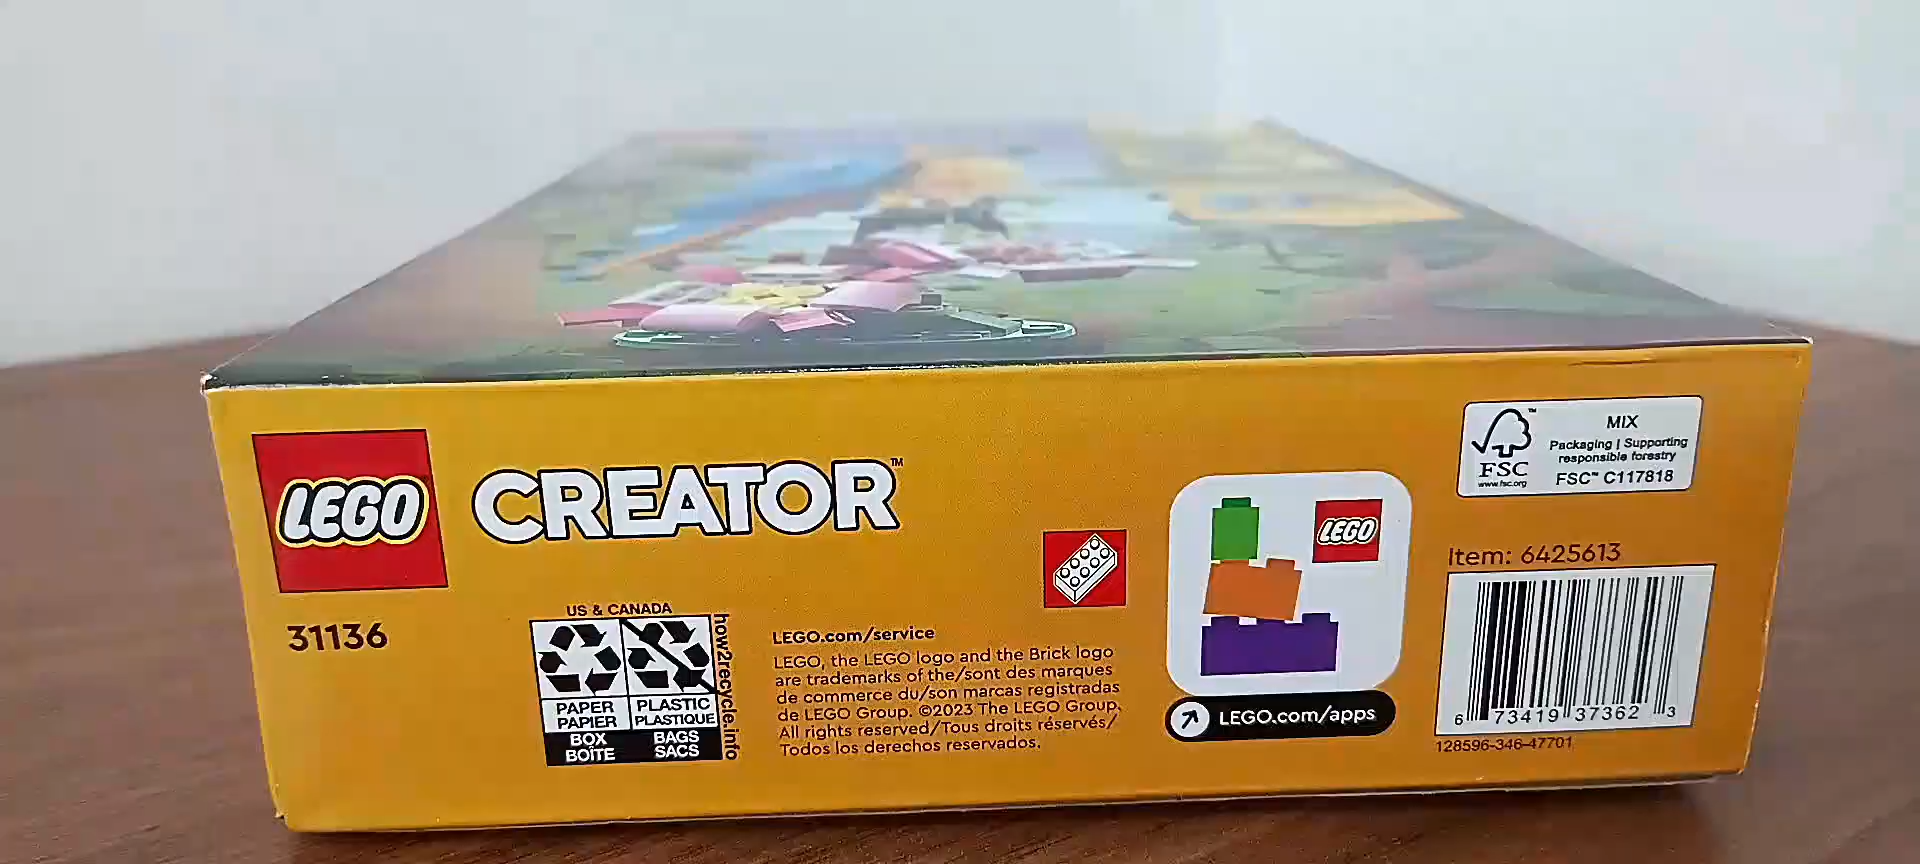 LEGO
CREATOR™
31136
US & CANADA
PAPER
PAPIER
BOX
BOÎTE
PLASTIC
PLASTIQUE
BAGS
SACS
how2recycle.info
LEGO.com/service
LEGO, the LEGO logo and the Brick logo
are trademarks of the/sont des marques
de commerce du/son marcas registradas
de LEGO Group. ©2023 The LEGO Group.
All rights reserved/Tous droits réservés/
Todos los derechos reservados.
LEGO
LEGO.com/apps
FSC
www.fsc.org
MIX
Packaging | Supporting
responsible forestry
FSC™ C117818
Item: 6425613
6 73419 37362 3
128596-346-47701